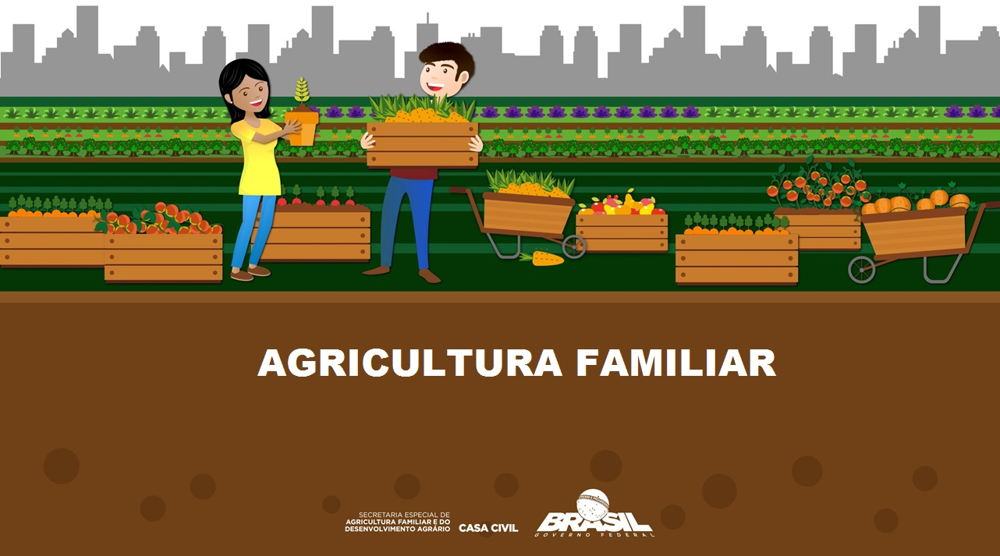 AGRICULTURA FAMILIAR
SECRETARIA ESPECIAL DE
AGRICULTURA FAMILIAR E DO
DESENVOLVIMENTO AGRÁRIO
CASA CIVIL
BRASIL
GOVERNO FEDERAL